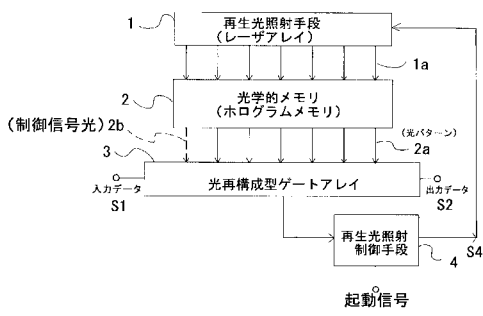 1
再生光照射手段
(レーザアレイ)
1a
2
光学的メモリ
(ホログラムメモリ)
(制御信号光) 2b
(光パターン)
2a
3
光再構成型ゲートアレイ
入力データ
S1
出力データ
S2
再生光照射
制御手段
4
S4
起動信号